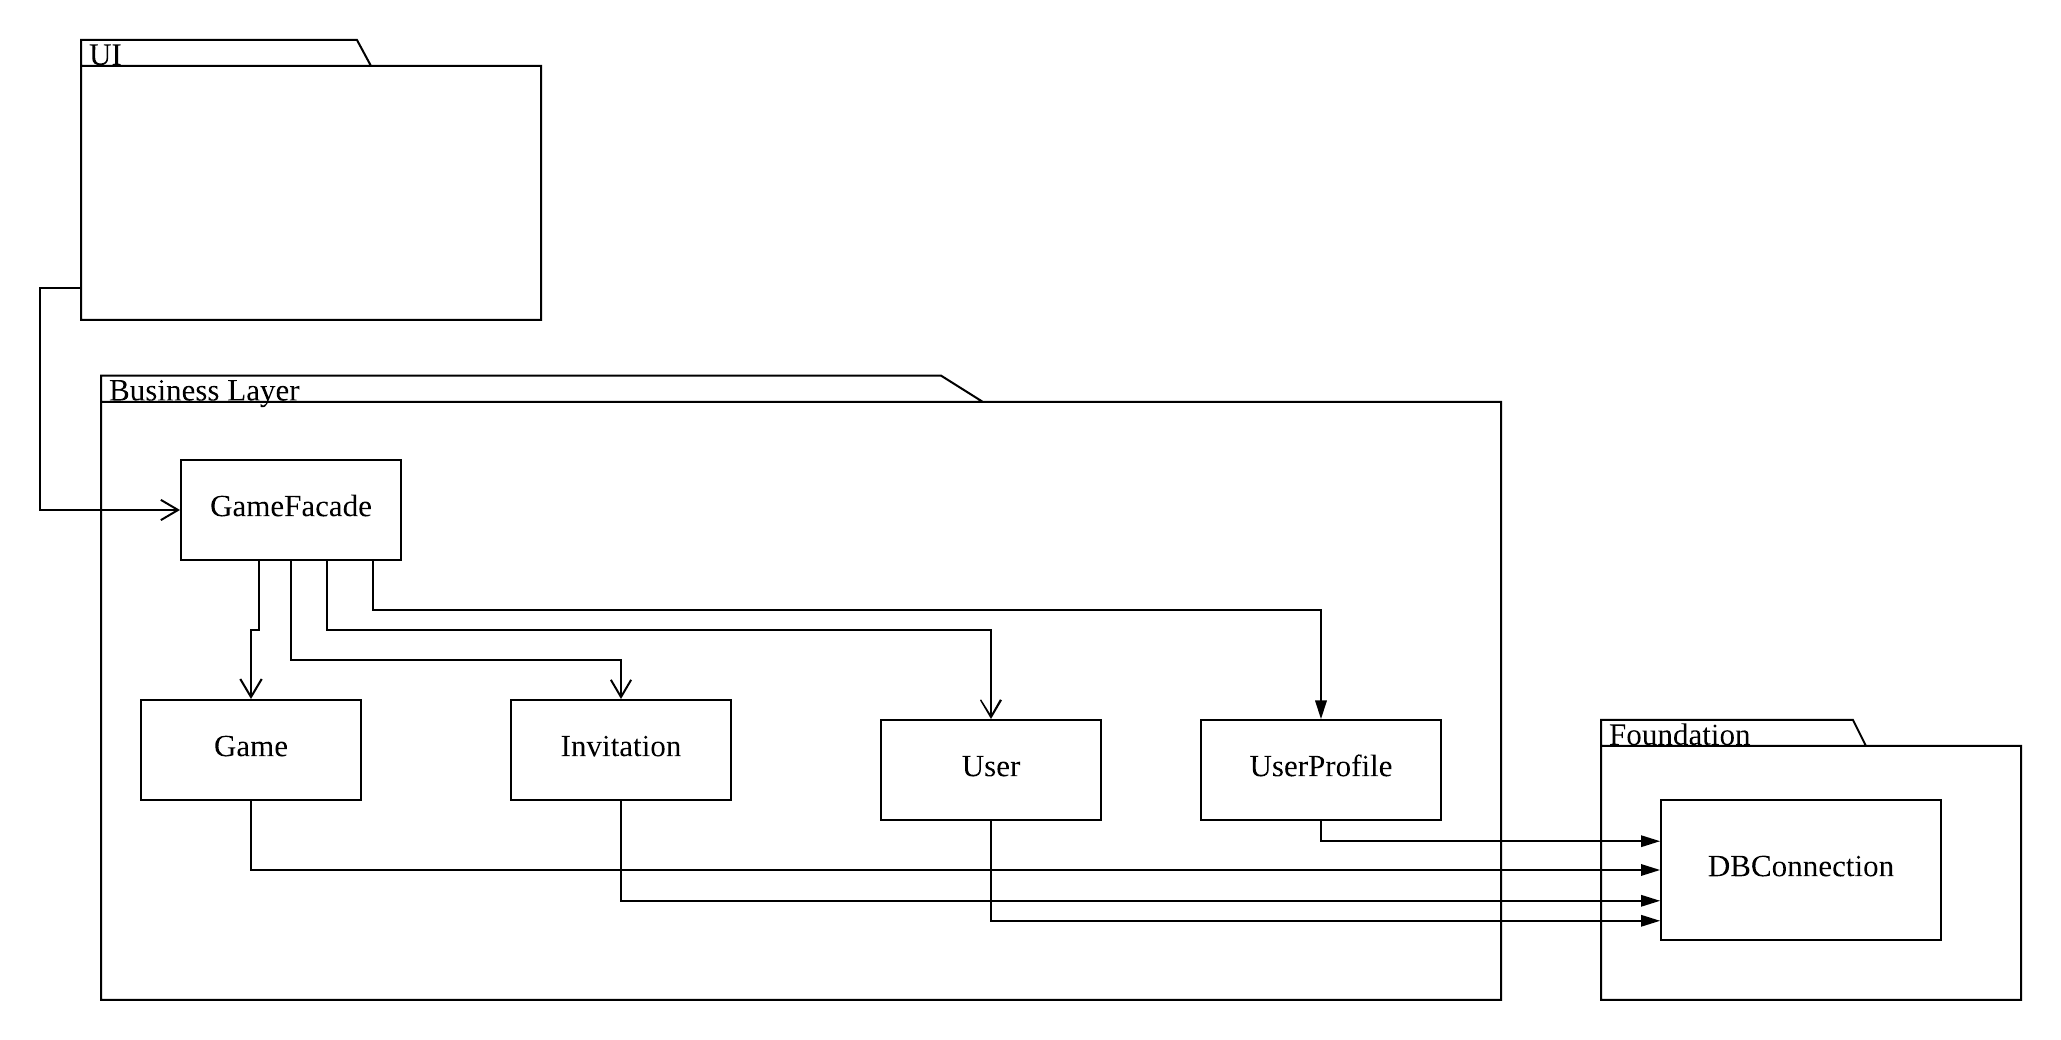 UI
Business Layer
GameFacade
Game
Invitation
User
UserProfile
Foundation
DBConnection